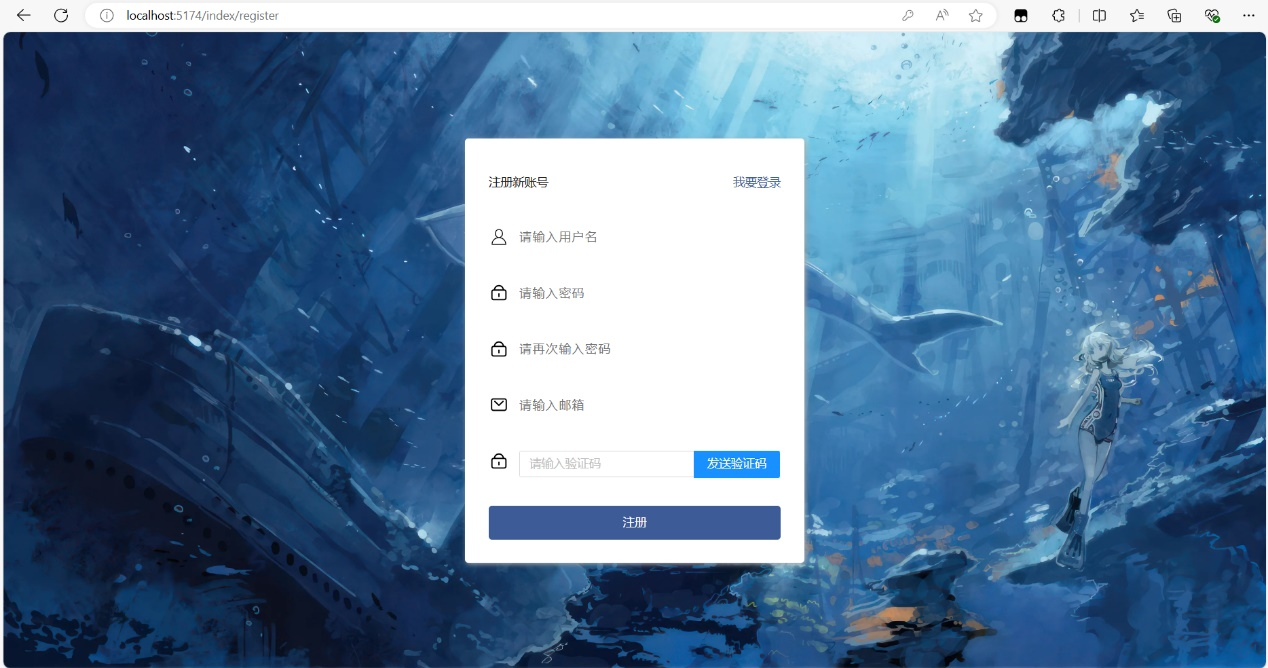 localhost:5174/index/register
注册新账号 我要登录
请输入用户名
请输入密码
请再次输入密码
请输入邮箱
请输入验证码 发送验证码
注册